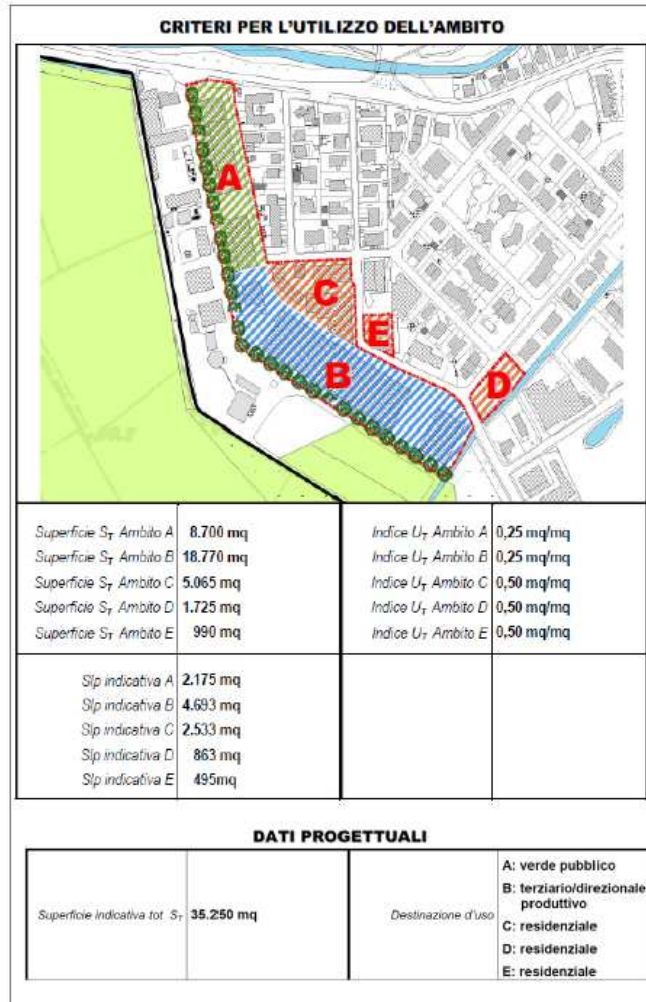 CRITERI PER L'UTILIZZO DELL'AMBITO
A
C
E
B
D
Superficie ST Ambito A 8.700 mq
Superficie ST Ambito B 18.770 mq
Superficie ST Ambito C 5.065 mq
Superficie ST Ambito D 1.725 mq
Superficie ST Ambito E 990 mq
Indice UT Ambito A 0,25 mq/mq
Indice UT Ambito B 0,25 mq/mq
Indice UT Ambito C 0,50 mq/mq
Indice UT Ambito D 0,50 mq/mq
Indice UT Ambito E 0,50 mq/mq
Slp indicativa A 2.175 mq
Slp indicativa B 4.693 mq
Slp indicativa C 2.533 mq
Slp indicativa D 863 mq
Slp indicativa E 495mq
DATI PROGETTUALI
Superficie indicativa tot ST 35.250 mq
Destinazione d'uso
A: verde pubblico
B: terziario/direzionale
produttivo
C: residenziale
D: residenziale
E: residenziale